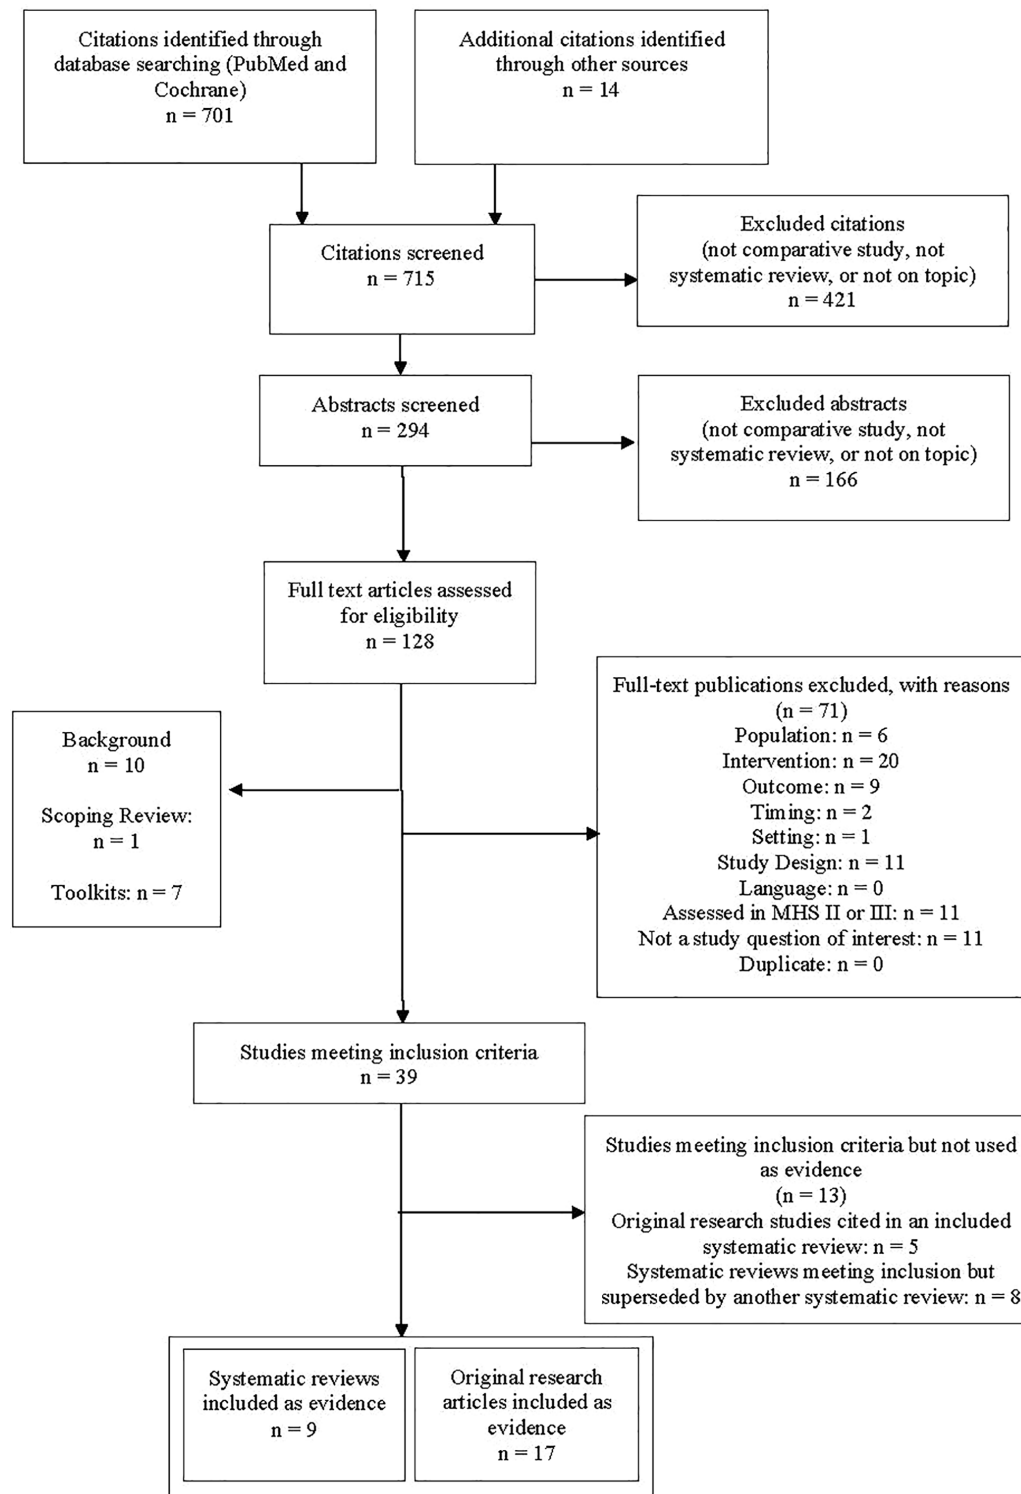 Citations identified through
database searching (PubMed and
Cochrane)
n = 701
Additional citations identified
through other sources
n = 14
Citations screened
n = 715
Excluded citations
(not comparative study, not
systematic review, or not on topic)
n = 421
Abstracts screened
n = 294
Excluded abstracts
(not comparative study, not
systematic review, or not on topic)
n = 166
Full text articles assessed
for eligibility
n = 128
Full-text publications excluded, with reasons
(n = 71)
Population: n = 6
Intervention: n = 20
Outcome: n = 9
Timing: n = 2
Setting: n = 1
Study Design: n = 11
Language: n = 0
Assessed in MHS II or III: n = 11
Not a study question of interest: n = 11
Duplicate: n = 0
Background
n = 10
Scoping Review:
n = 1
Toolkits: n = 7
Studies meeting inclusion criteria
n = 39
Studies meeting inclusion criteria but not used
as evidence
(n = 13)
Original research studies cited in an included
systematic review: n = 5
Systematic reviews meeting inclusion but
superseded by another systematic review: n = 8
Systematic reviews
included as evidence
n = 9
Original research
articles included as
evidence
n = 17